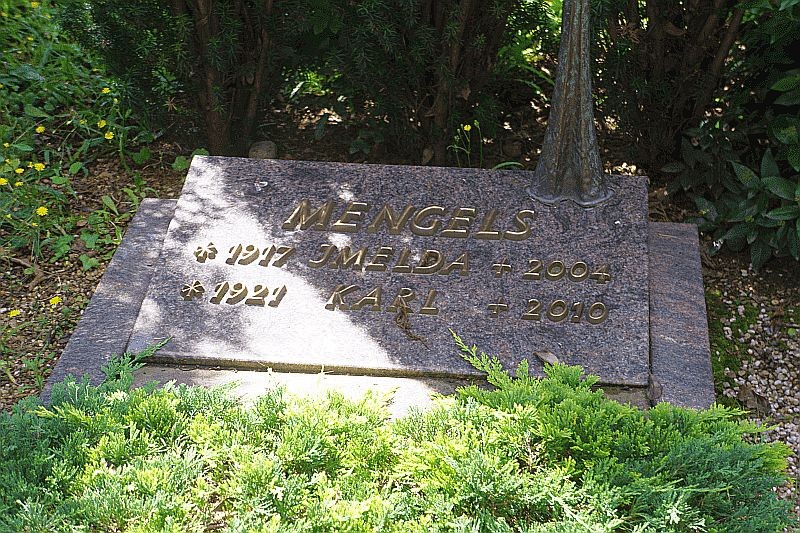 MENGELS
* 1917 JMELDA + 2004
* 1921 KARL + 2010